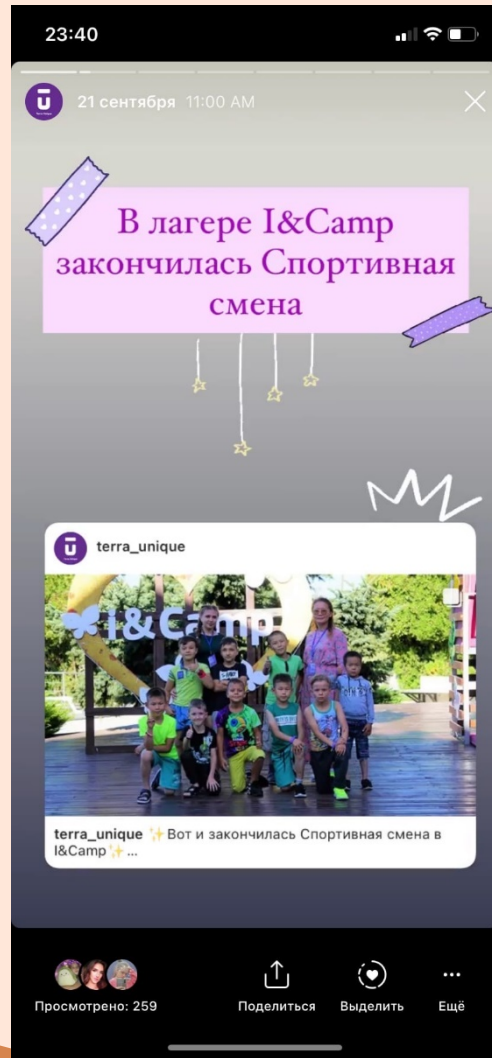 23:40
21 сентября 11:00 AM
В лагере I&Camp
закончилась Спортивная
смена
terra_unique
i&Camp
terra_unique ✨Вот и закончилась Спортивная смена в
I&Camp✨...
Просмотрено: 259
Поделиться
Выделить
Ещё